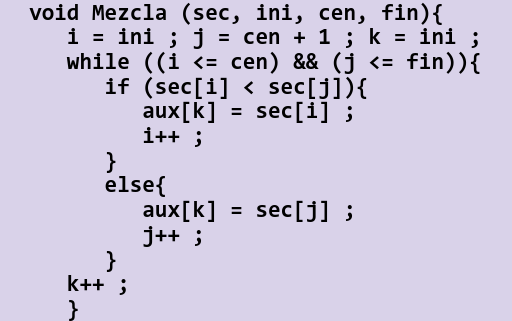 void Mezcla (sec, ini, cen, fin){
i = ini ; j = cen + 1 ; k = ini ;
while ((i <= cen) && (j <= fin)){
if (sec[i] < sec[j]){
aux[k] = sec[i] ;
i++ ;
}
else{
aux[k] = sec[j] ;
j++ ;
}
k++ ;
}